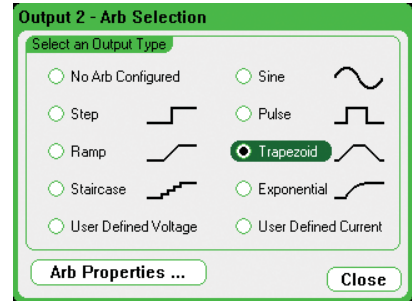 Output 2 - Arb Selection
Select an Output Type
No Arb Configured
Sine
Step
Pulse
Ramp
Trapezoid
Staircase
Exponential
User Defined Voltage
User Defined Current
Arb Properties ...
Close